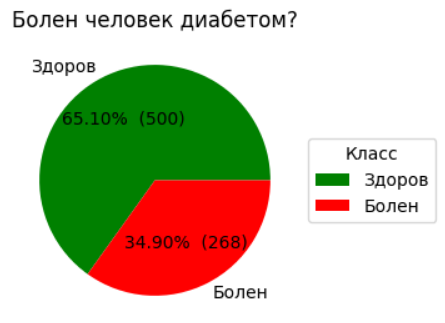 Болен человек диабетом?
Здоров
65.10% (500)
Класс
Здоров
Болен
34.90% (268)
Болен